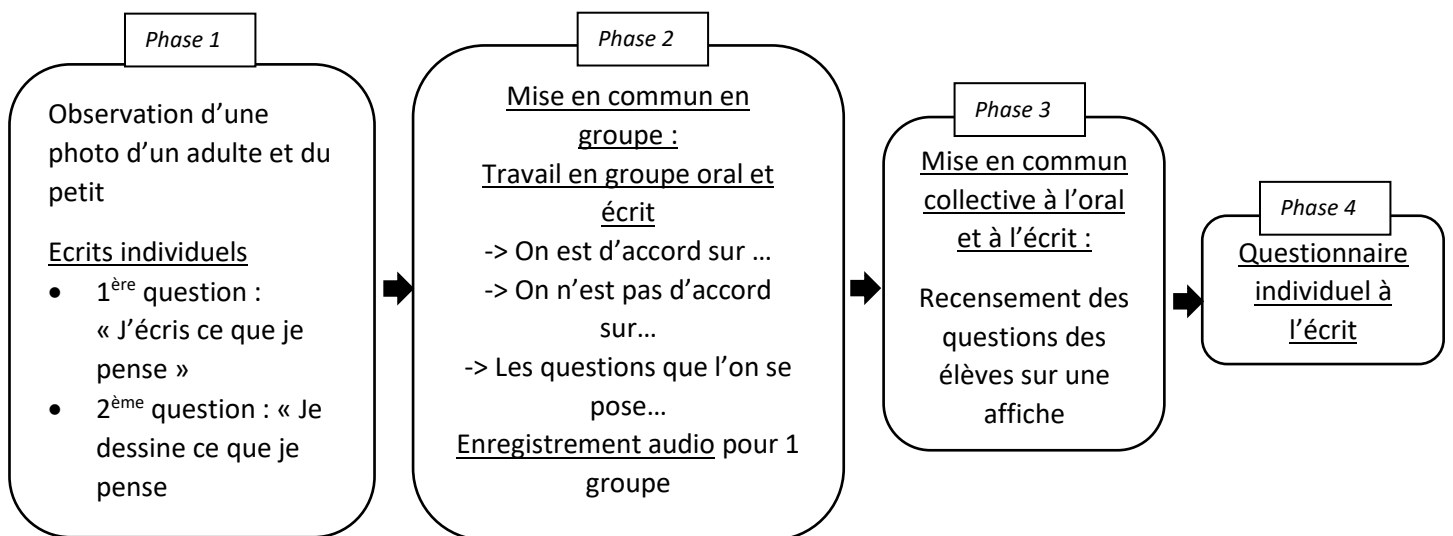 Phase 1
Observation d’une
photo d’un adulte et du
petit
Ecrits individuels
• 1ère question :
« J’écris ce que je
pense »
• 2ème question : « Je
dessine ce que je
pense
Phase 2
Mise en commun en
groupe :
Travail en groupe oral et
écrit
-> On est d’accord sur …
-> On n’est pas d’accord
sur…
-> Les questions que l’on se
pose…
Enregistrement audio pour 1
groupe
Phase 3
Mise en commun
collective à l’oral
et à l’écrit :
Recensement des
questions des
élèves sur une
affiche
Phase 4
Questionnaire
individuel à
l’écrit